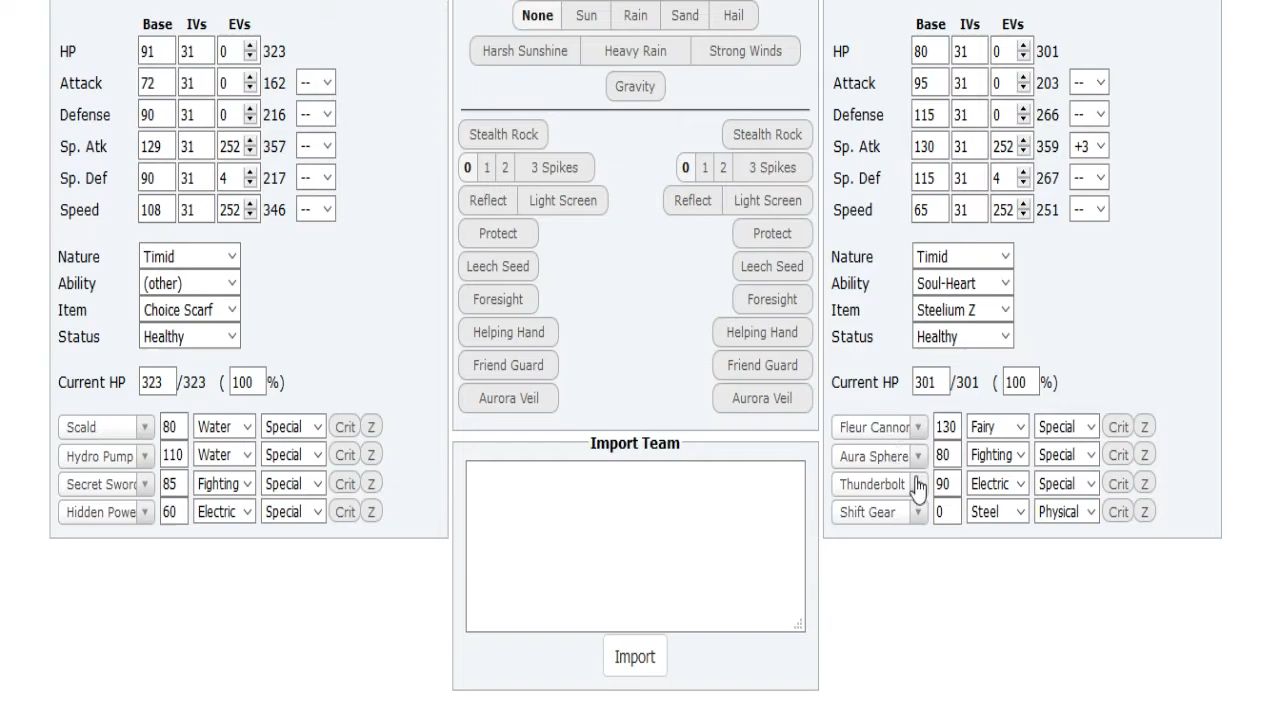 Base IVs EVs
HP 91 31 0 323
Attack 72 31 0 162 --
Defense 90 31 0 216 --
Sp. Atk 129 31 252 357 --
Sp. Def 90 31 4 217 --
Speed 108 31 252 346 --
Nature Timid
Ability (other)
Item Choice Scarf
Status Healthy
Current HP 323 /323 ( 100 %)
Scald 80 Water Special Crit Z
Hydro Pump 110 Water Special Crit Z
Secret Sword 85 Fighting Special Crit Z
Hidden Powe 60 Electric Special Crit Z
None Sun Rain Sand Hail
Harsh Sunshine Heavy Rain Strong Winds
Gravity
Stealth Rock Stealth Rock
0 1 2 3 Spikes 0 1 2 3 Spikes
Reflect Light Screen Reflect Light Screen
Protect Protect
Leech Seed Leech Seed
Foresight Foresight
Helping Hand Helping Hand
Friend Guard Friend Guard
Aurora Veil Aurora Veil
Import Team
Import
Base IVs EVs
HP 80 31 0 301
Attack 95 31 0 203 --
Defense 115 31 0 266 --
Sp. Atk 130 31 252 359 +3
Sp. Def 115 31 4 267 --
Speed 65 31 252 251 --
Nature Timid
Ability Soul-Heart
Item Steelium Z
Status Healthy
Current HP 301 /301 ( 100 %)
Fleur Cannon 130 Fairy Special Crit Z
Aura Sphere 80 Fighting Special Crit Z
Thunderbolt 90 Electric Special Crit Z
Shift Gear 0 Steel Physical Crit Z